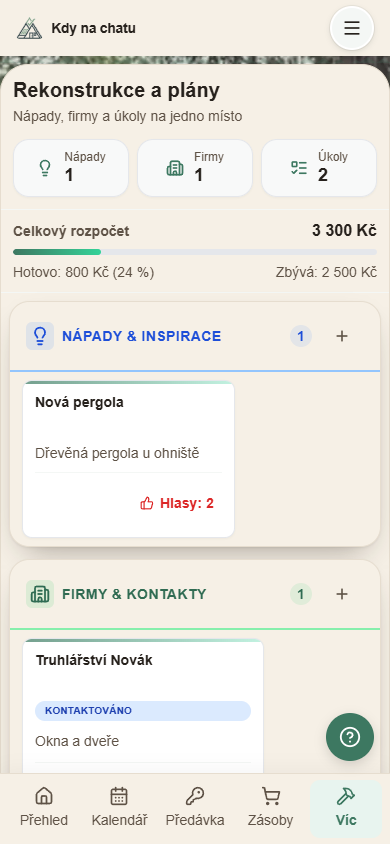 Kdy na chatu
Rekonstrukce a plány
Nápady, firmy a úkoly na jedno místo
Nápady
1
Firmy
1
Úkoly
2
Celkový rozpočet
3 300 Kč
Hotovo: 800 Kč (24 %)
Zbývá: 2 500 Kč
NÁPADY & INSPIRACE
1
Nová pergola
Dřevěná pergola u ohniště
Hlasy: 2
FIRMY & KONTAKTY
1
Truhlářství Novák
KONTAKTOVÁNO
Okna a dveře
Přehled
Kalendář
Předávka
Zásoby
Víc